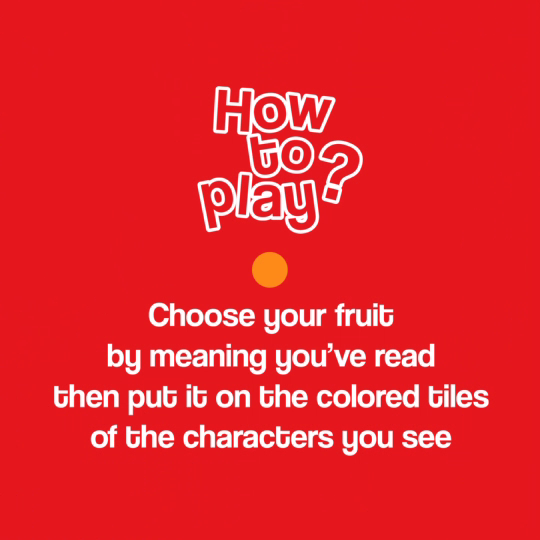 How
to
play?
Choose your fruit
by meaning you've read
then put it on the colored tiles
of the characters you see